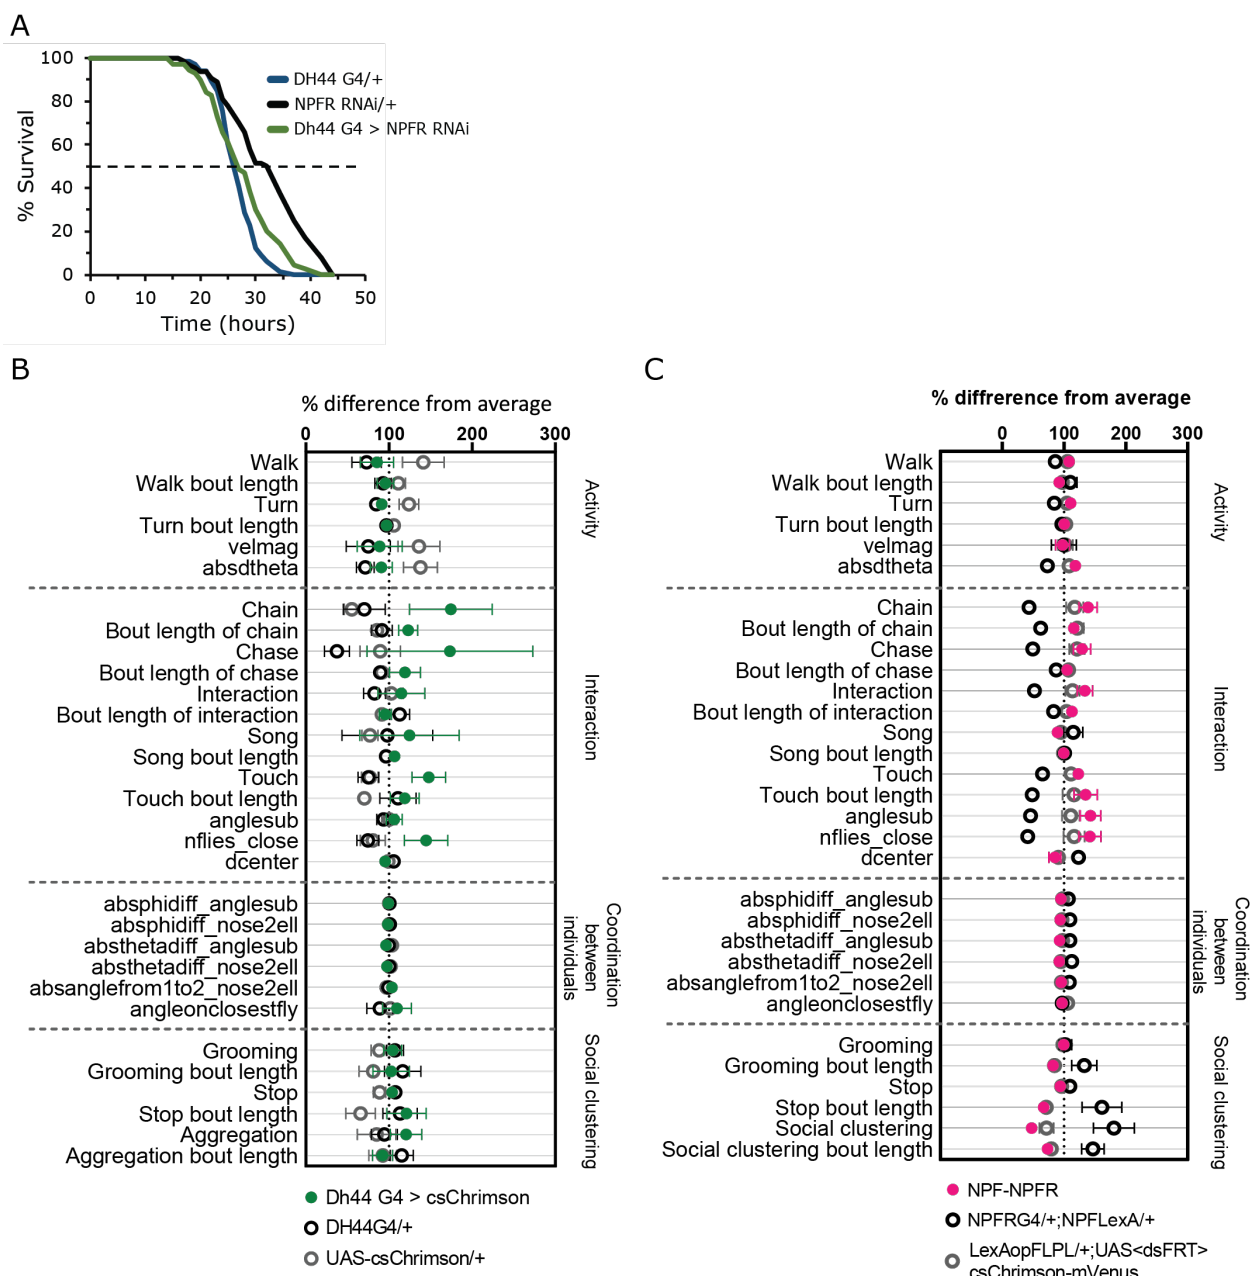 A
100
80
60
40
20
0
% Survival
DH44 G4/+
NPFR RNAi/+
Dh44 G4 > NPFR RNAi
0 10 20 30 40 50
Time (hours)
B
% difference from average
0 100 200 300
Walk
Walk bout length
Turn
Turn bout length
velmag
absdtheta
Activity
Chain
Bout length of chain
Chase
Bout length of chase
Interaction
Bout length of interaction
Song
Song bout length
Touch
Touch bout length
anglesub
nflies_close
dcenter
Interaction
absphidiff_anglesub
absphidiff_nose2ell
absthetadiff_anglesub
absthetadiff_nose2ell
absanglefrom1to2_nose2ell
angleonclosestfly
Coordination
between
individuals
Grooming
Grooming bout length
Stop
Stop bout length
Aggregation
Aggregation bout length
Social clustering
Dh44 G4 > csChrimson
DH44G4/+
UAS-csChrimson/+
C
% diffrerence from average
0 100 200 300
Walk
Walk bout length
Turn
Turn bout length
velmag
absdtheta
Activity
Chain
Bout length of chain
Chase
Bout length of chase
Interaction
Bout length of interaction
Song
Song bout length
Touch
Touch bout length
anglesub
nflies_close
dcenter
Interaction
absphidiff_anglesub
absphidiff_nose2ell
absthetadiff_anglesub
absthetadiff_nose2ell
absanglefrom1to2_nose2ell
angleonclosestfly
Coordination
between
individuals
Grooming
Grooming bout length
Stop
Stop bout length
Social clustering
Social clustering bout length
Social clustering
NPF-NPFR
NPFRG4/+;NPFLexA/+
LexAopFLPL/+;UAS<dsFRT>
csChrimson-mVenus